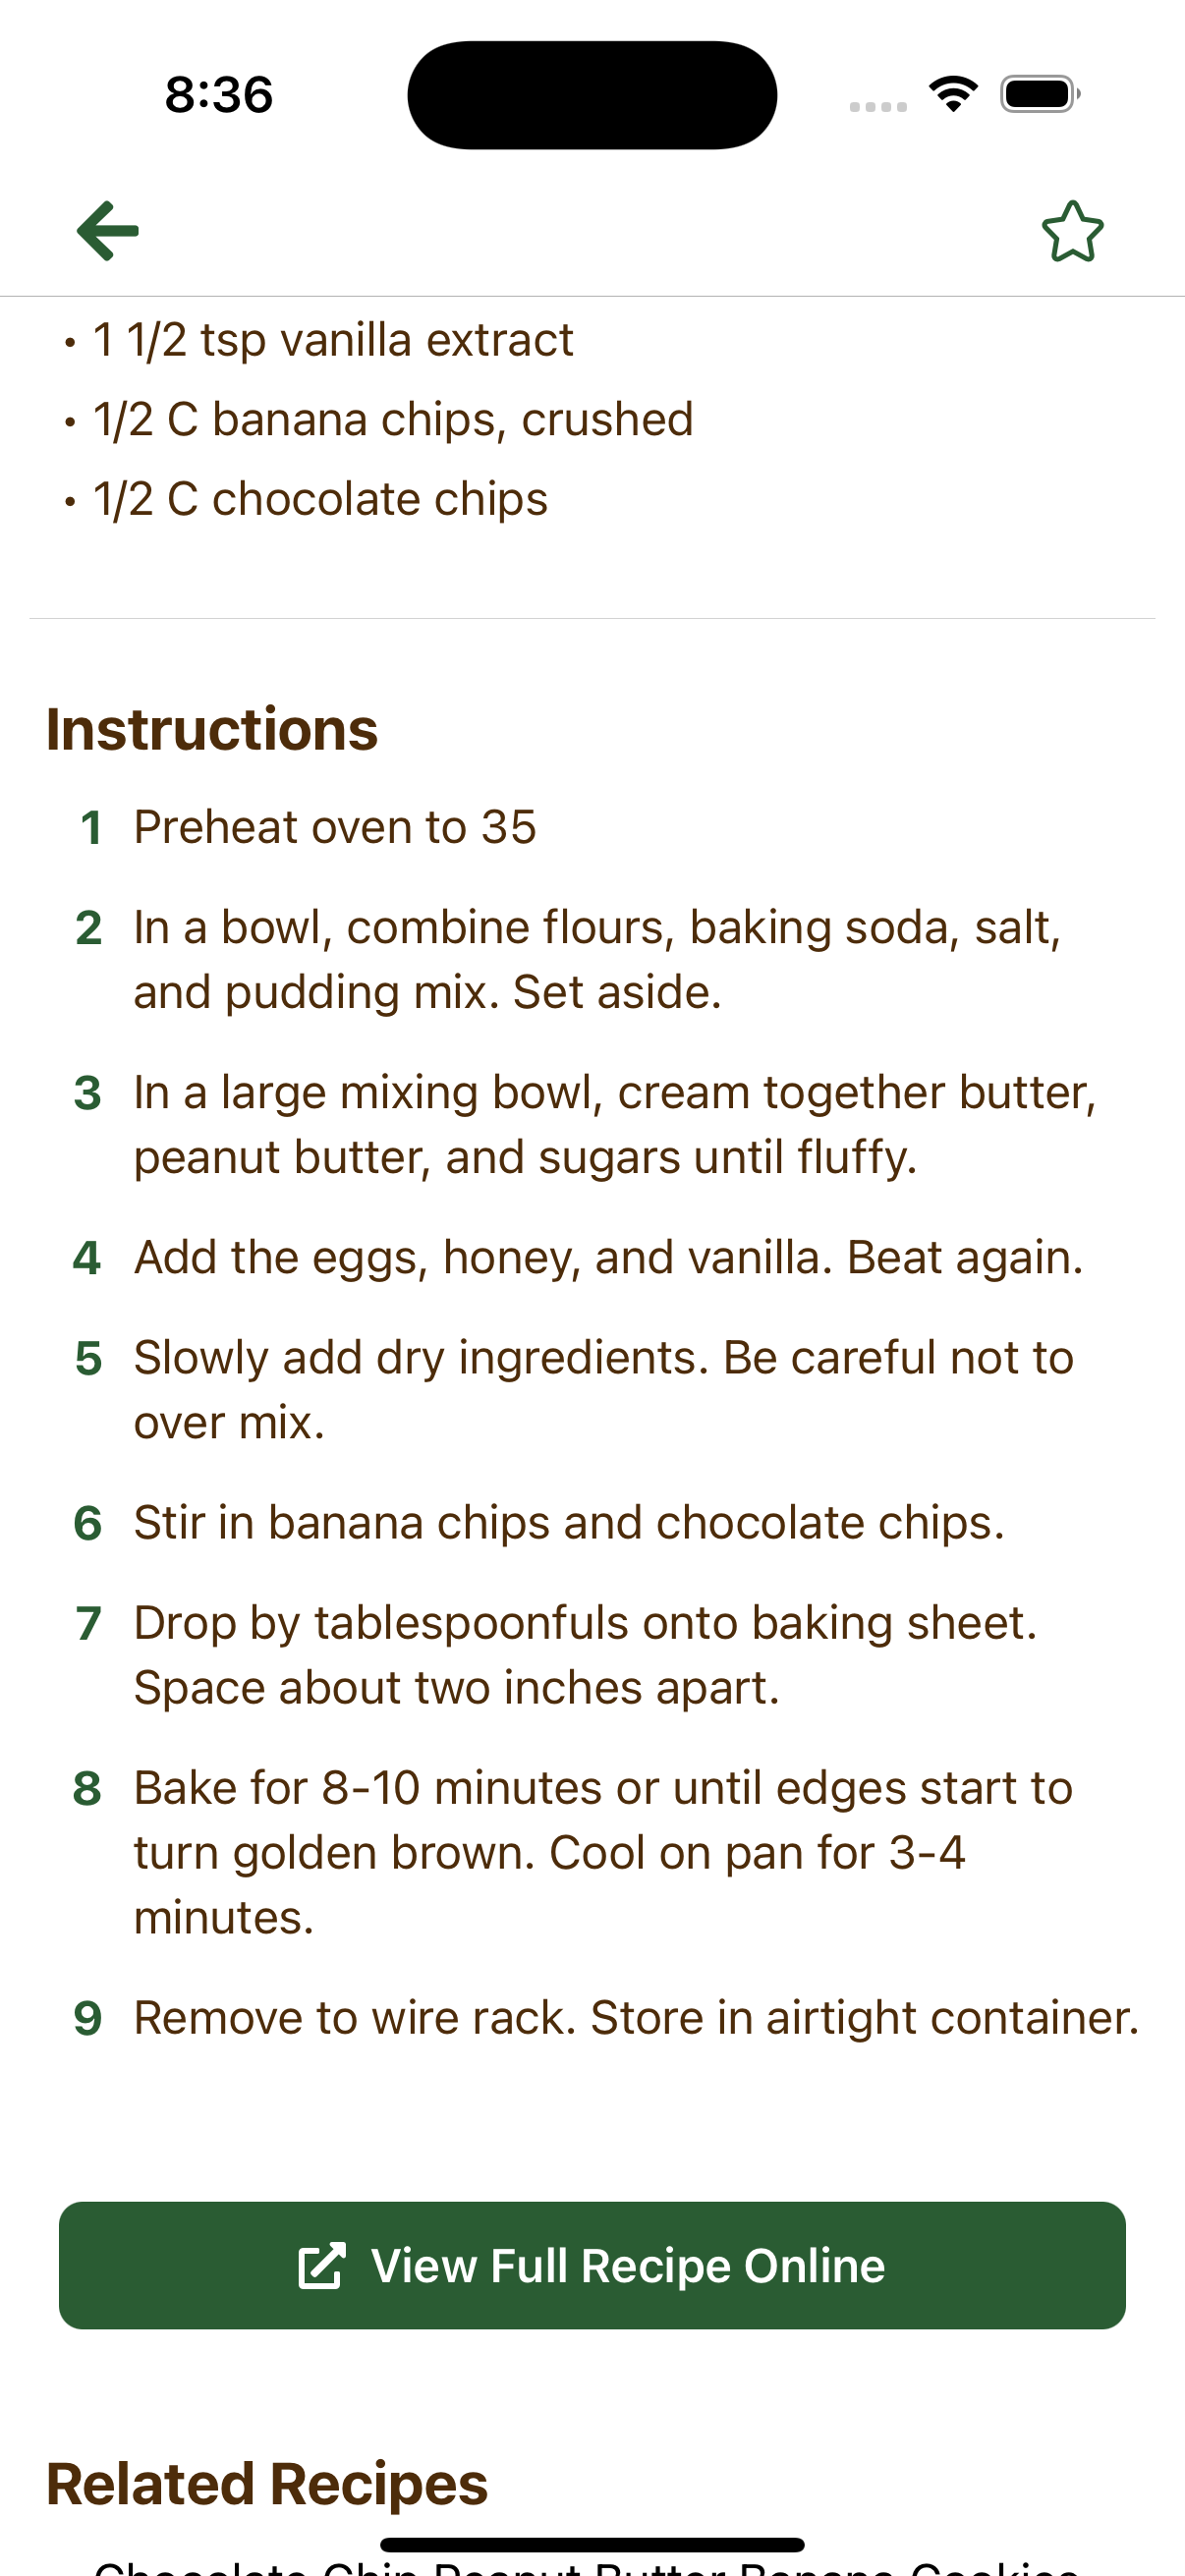 8:36
• 1 1/2 tsp vanilla extract
• 1/2 C banana chips, crushed
• 1/2 C chocolate chips
Instructions
1 Preheat oven to 35
2 In a bowl, combine flours, baking soda, salt,
and pudding mix. Set aside.
3 In a large mixing bowl, cream together butter,
peanut butter, and sugars until fluffy.
4 Add the eggs, honey, and vanilla. Beat again.
5 Slowly add dry ingredients. Be careful not to
over mix.
6 Stir in banana chips and chocolate chips.
7 Drop by tablespoonfuls onto baking sheet.
Space about two inches apart.
8 Bake for 8-10 minutes or until edges start to
turn golden brown. Cool on pan for 3-4
minutes.
9 Remove to wire rack. Store in airtight container.
View Full Recipe Online
Related Recipes
Chocolate Chip Peanut Butter Banana Cookies